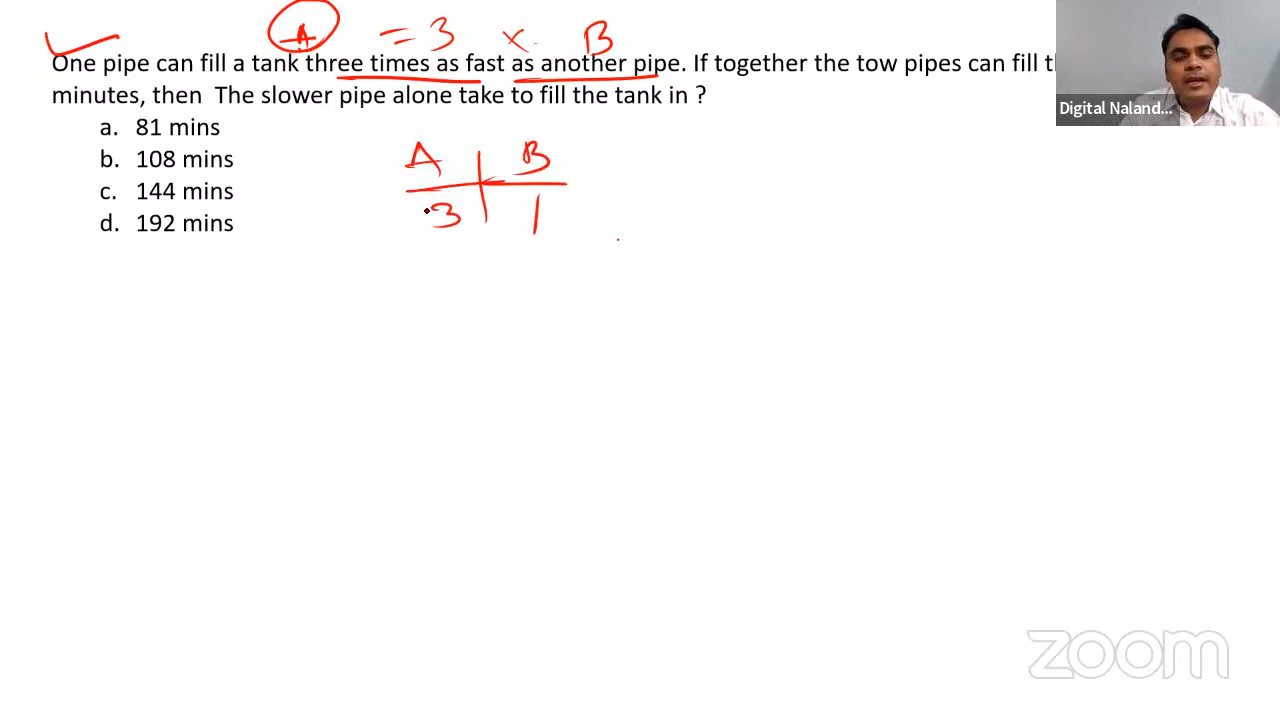 A = 3 x B
One pipe can fill a tank three times as fast as another pipe. If together the tow pipes can fill
minutes, then The slower pipe alone take to fill the tank in ?
a. 81 mins
b. 108 mins
c. 144 mins
d. 192 mins
A B
3 1
Digital Naland...
zoom